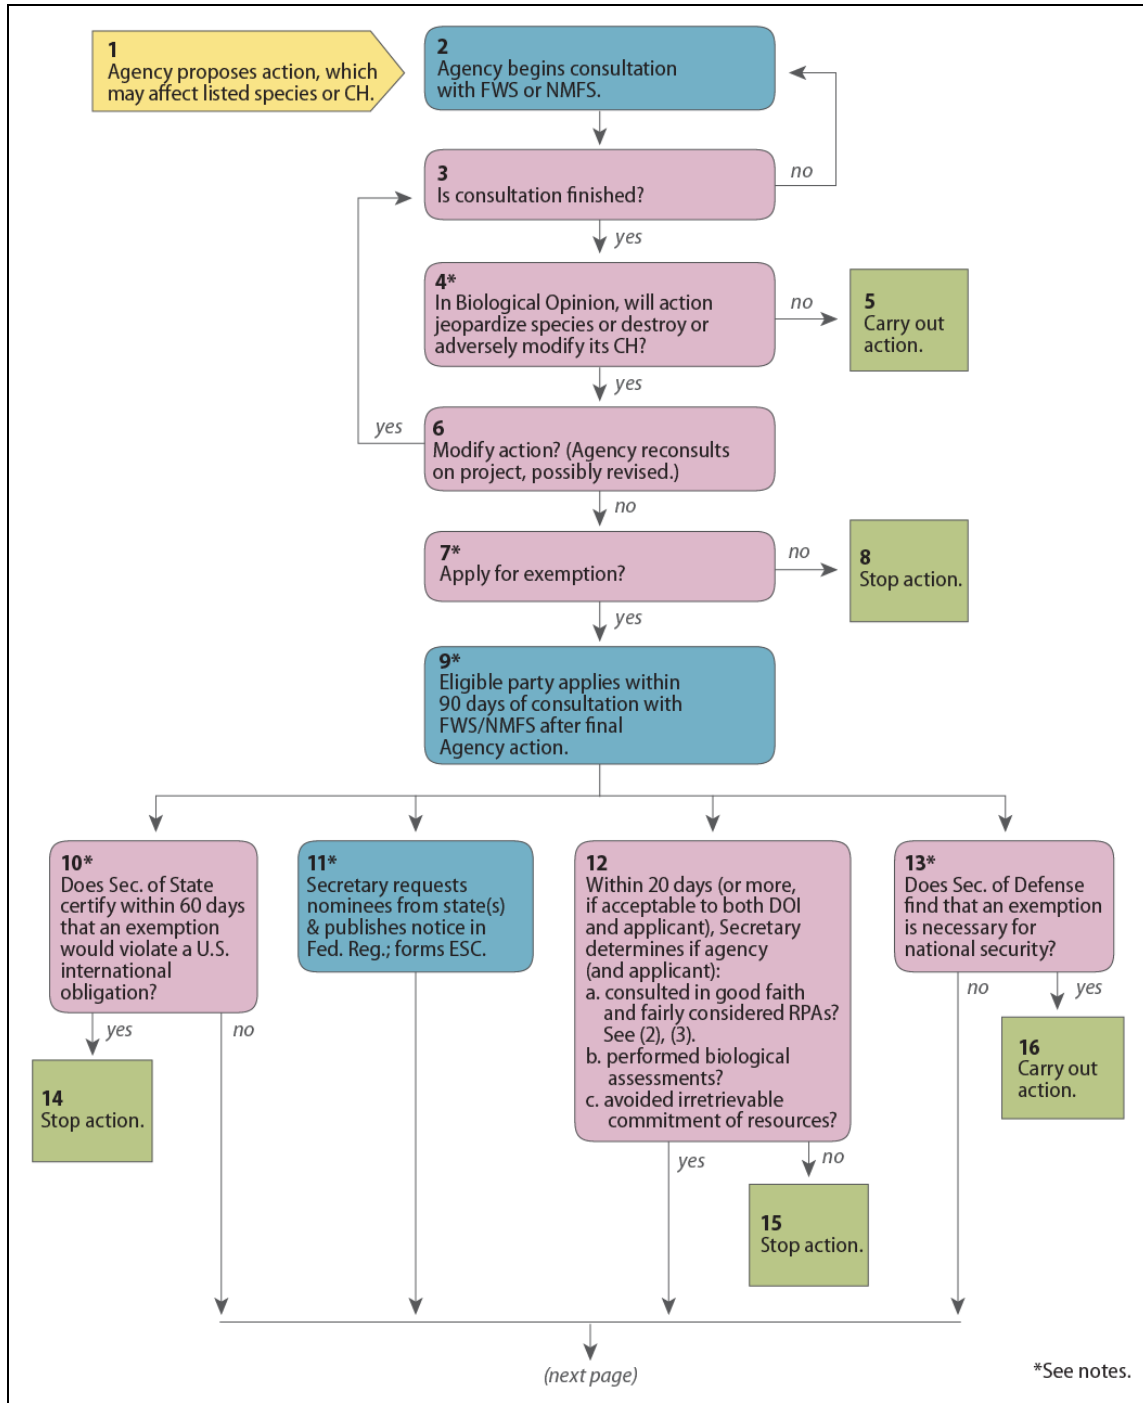 1
Agency proposes action, which
may affect listed species or CH.
2
Agency begins consultation
with FWS or NMFS.
3
Is consultation finished?
no
yes
4*
In Biological Opinion, will action
jeopardize species or destroy or
adversely modify its CH?
no
5
Carry out
action.
yes
6
Modify action? (Agency reconsults
on project, possibly revised.)
yes
no
7*
Apply for exemption?
no
8
Stop action.
yes
9*
Eligible party applies within
90 days of consultation with
FWS/NMFS after final
Agency action.
10*
Does Sec. of State
certify within 60 days
that an exemption
would violate a U.S.
international
obligation?
yes
no
14
Stop action.
11*
Secretary requests
nominees from state(s)
& publishes notice in
Fed. Reg.; forms ESC.
12
Within 20 days (or more,
if acceptable to both DOI
and applicant), Secretary
determines if agency
(and applicant):
a. consulted in good faith
and fairly considered RPAs?
See (2), (3).
b. performed biological
assessments?
c. avoided irretrievable
commitment of resources?
yes
no
15
Stop action.
13*
Does Sec. of Defense
find that an exemption
is necessary for
national security?
no
yes
16
Carry out
action.
(next page)
*See notes.